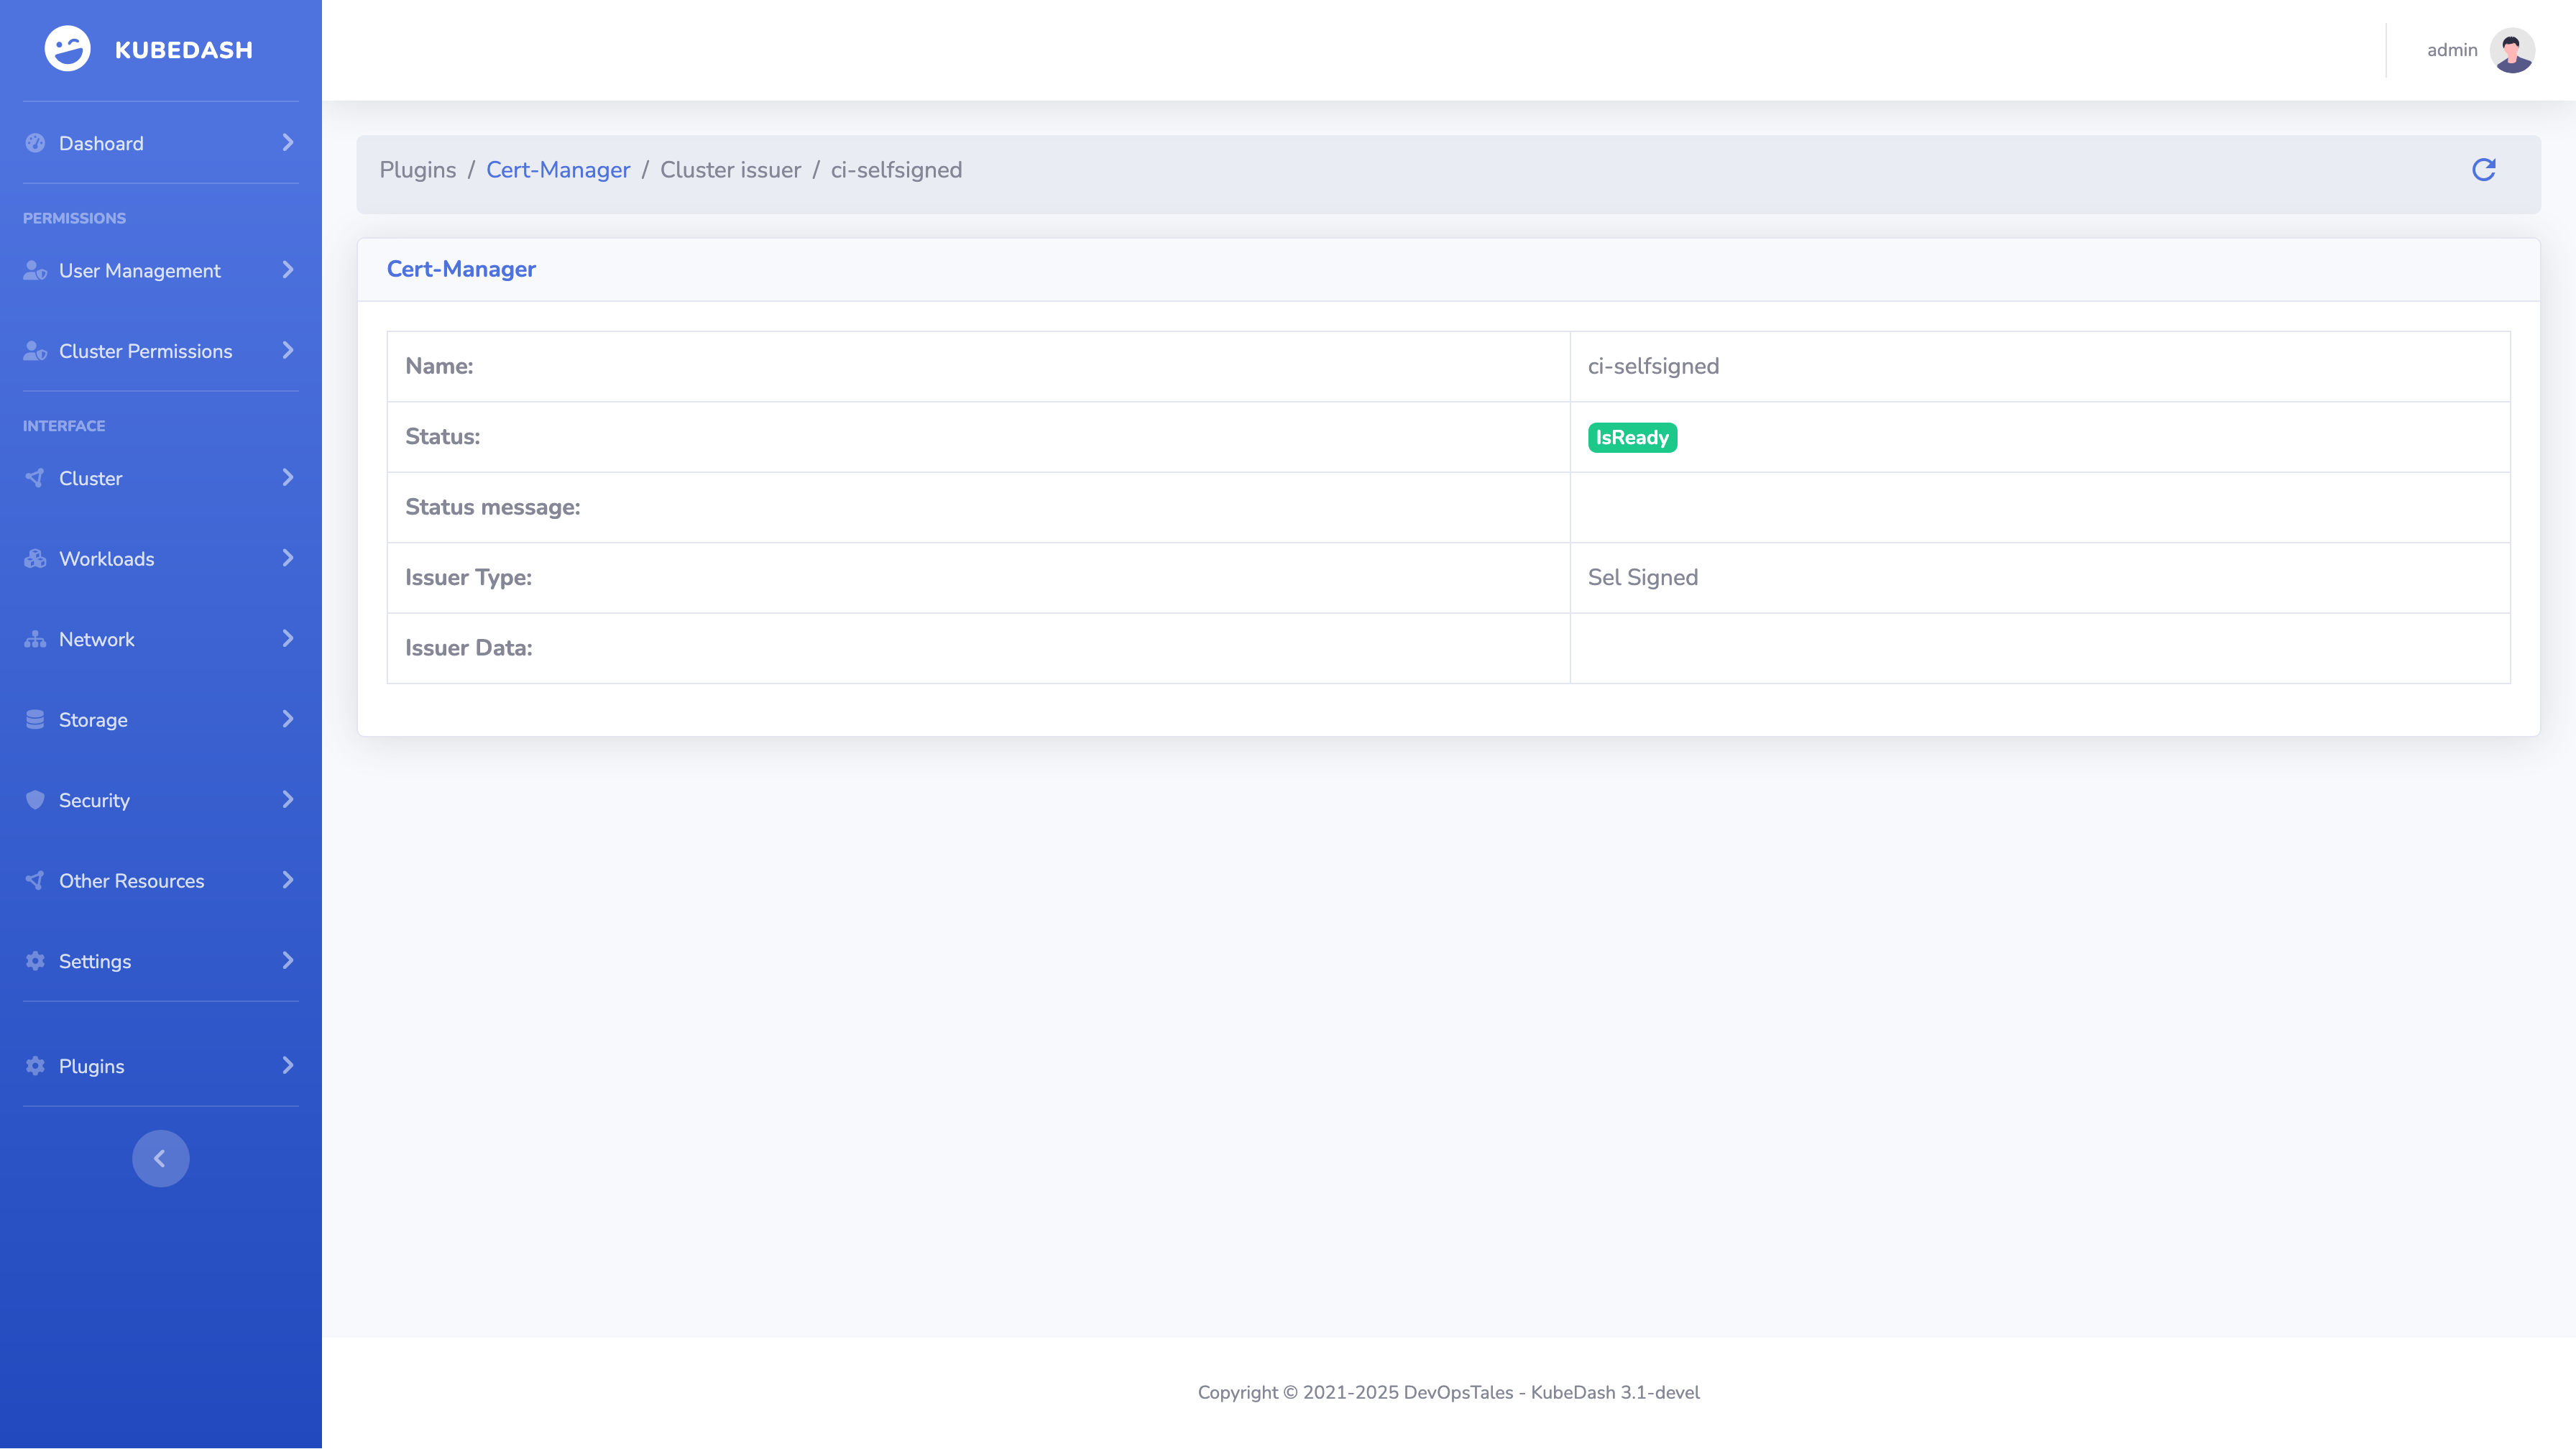 KUBEDASH
admin
Dashoard
PERMISSIONS
User Management
Cluster Permissions
INTERFACE
Cluster
Workloads
Network
Storage
Security
Other Resources
Settings
Plugins
Plugins / Cert-Manager / Cluster issuer / ci-selfsigned
Cert-Manager
Name: ci-selfsigned
Status: IsReady
Status message:
Issuer Type: Sel Signed
Issuer Data:
Copyright © 2021-2025 DevOpsTales - KubeDash 3.1-devel